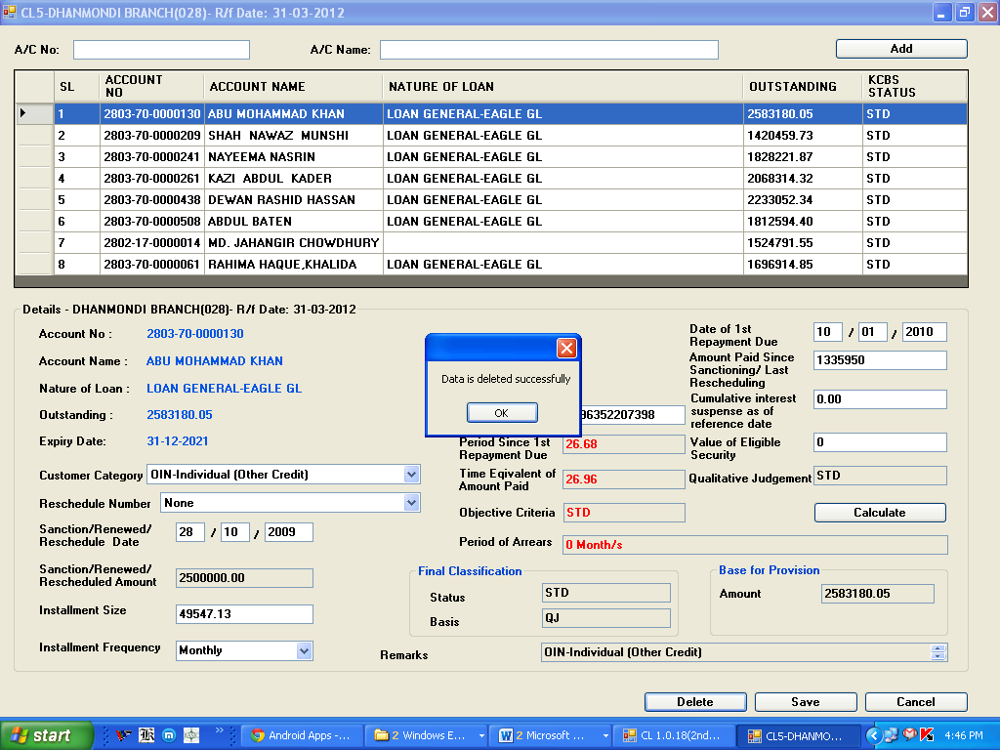 CL5-DHANMONDI BRANCH(028)- R/f Date: 31-03-2012
A/C No: A/C Name: Add
SL ACCOUNT NO ACCOUNT NAME NATURE OF LOAN OUTSTANDING KCBS STATUS
1 2803-70-0000130 ABU MOHAMMAD KHAN LOAN GENERAL-EAGLE GL 2583180.05 STD
2 2803-70-0000209 SHAH NAWAZ MUNSHI LOAN GENERAL-EAGLE GL 1420459.73 STD
3 2803-70-0000241 NAYEEMA NASRIN LOAN GENERAL-EAGLE GL 1828221.87 STD
4 2803-70-0000261 KAZI ABDUL KADER LOAN GENERAL-EAGLE GL 2068314.32 STD
5 2803-70-0000438 DEWAN RASHID HASSAN LOAN GENERAL-EAGLE GL 2233052.34 STD
6 2803-70-0000508 ABDUL BATEN LOAN GENERAL-EAGLE GL 1812594.40 STD
7 2802-17-0000014 MD. JAHANGIR CHOWDHURY 1524791.55 STD
8 2803-70-0000061 RAHIMA HAQUE,KHALIDA LOAN GENERAL-EAGLE GL 1696914.85 STD
Details - DHANMONDI BRANCH(028)- R/f Date: 31-03-2012
Account No : 2803-70-0000130
Account Name : ABU MOHAMMAD KHAN
Nature of Loan : LOAN GENERAL-EAGLE GL
Outstanding : 2583180.05
Expiry Date: 31-12-2021
Customer Category OIN-Individual (Other Credit)
Reschedule Number None
Sanction/Renewed/
Reschedule Date 28 / 10 / 2009
Sanction/Renewed/
Rescheduled Amount 2500000.00
Installment Size 49547.13
Installment Frequency Monthly
Data is deleted successfully
OK
96352207398
Period Since 1st
Repayment Due 26.68
Time Eqivalent of
Amount Paid 26.96
Objective Criteria STD
Period of Arrears 0 Month/s
Date of 1st
Repayment Due 10 / 01 / 2010
Amount Paid Since
Sanctioning/ Last
Rescheduling 1335950
Cumulative interest
suspense as of
reference date 0.00
Value of Eligible
Security 0
Qualitative Judgement STD
Calculate
Final Classification
Status STD
Basis QJ
Base for Provision
Amount 2583180.05
Remarks OIN-Individual (Other Credit)
Delete Save Cancel
start Android Apps -... 2 Windows E... 2 Microsoft ... CL 1.0.18(2nd... CL5-DHANMO... 4:46 PM